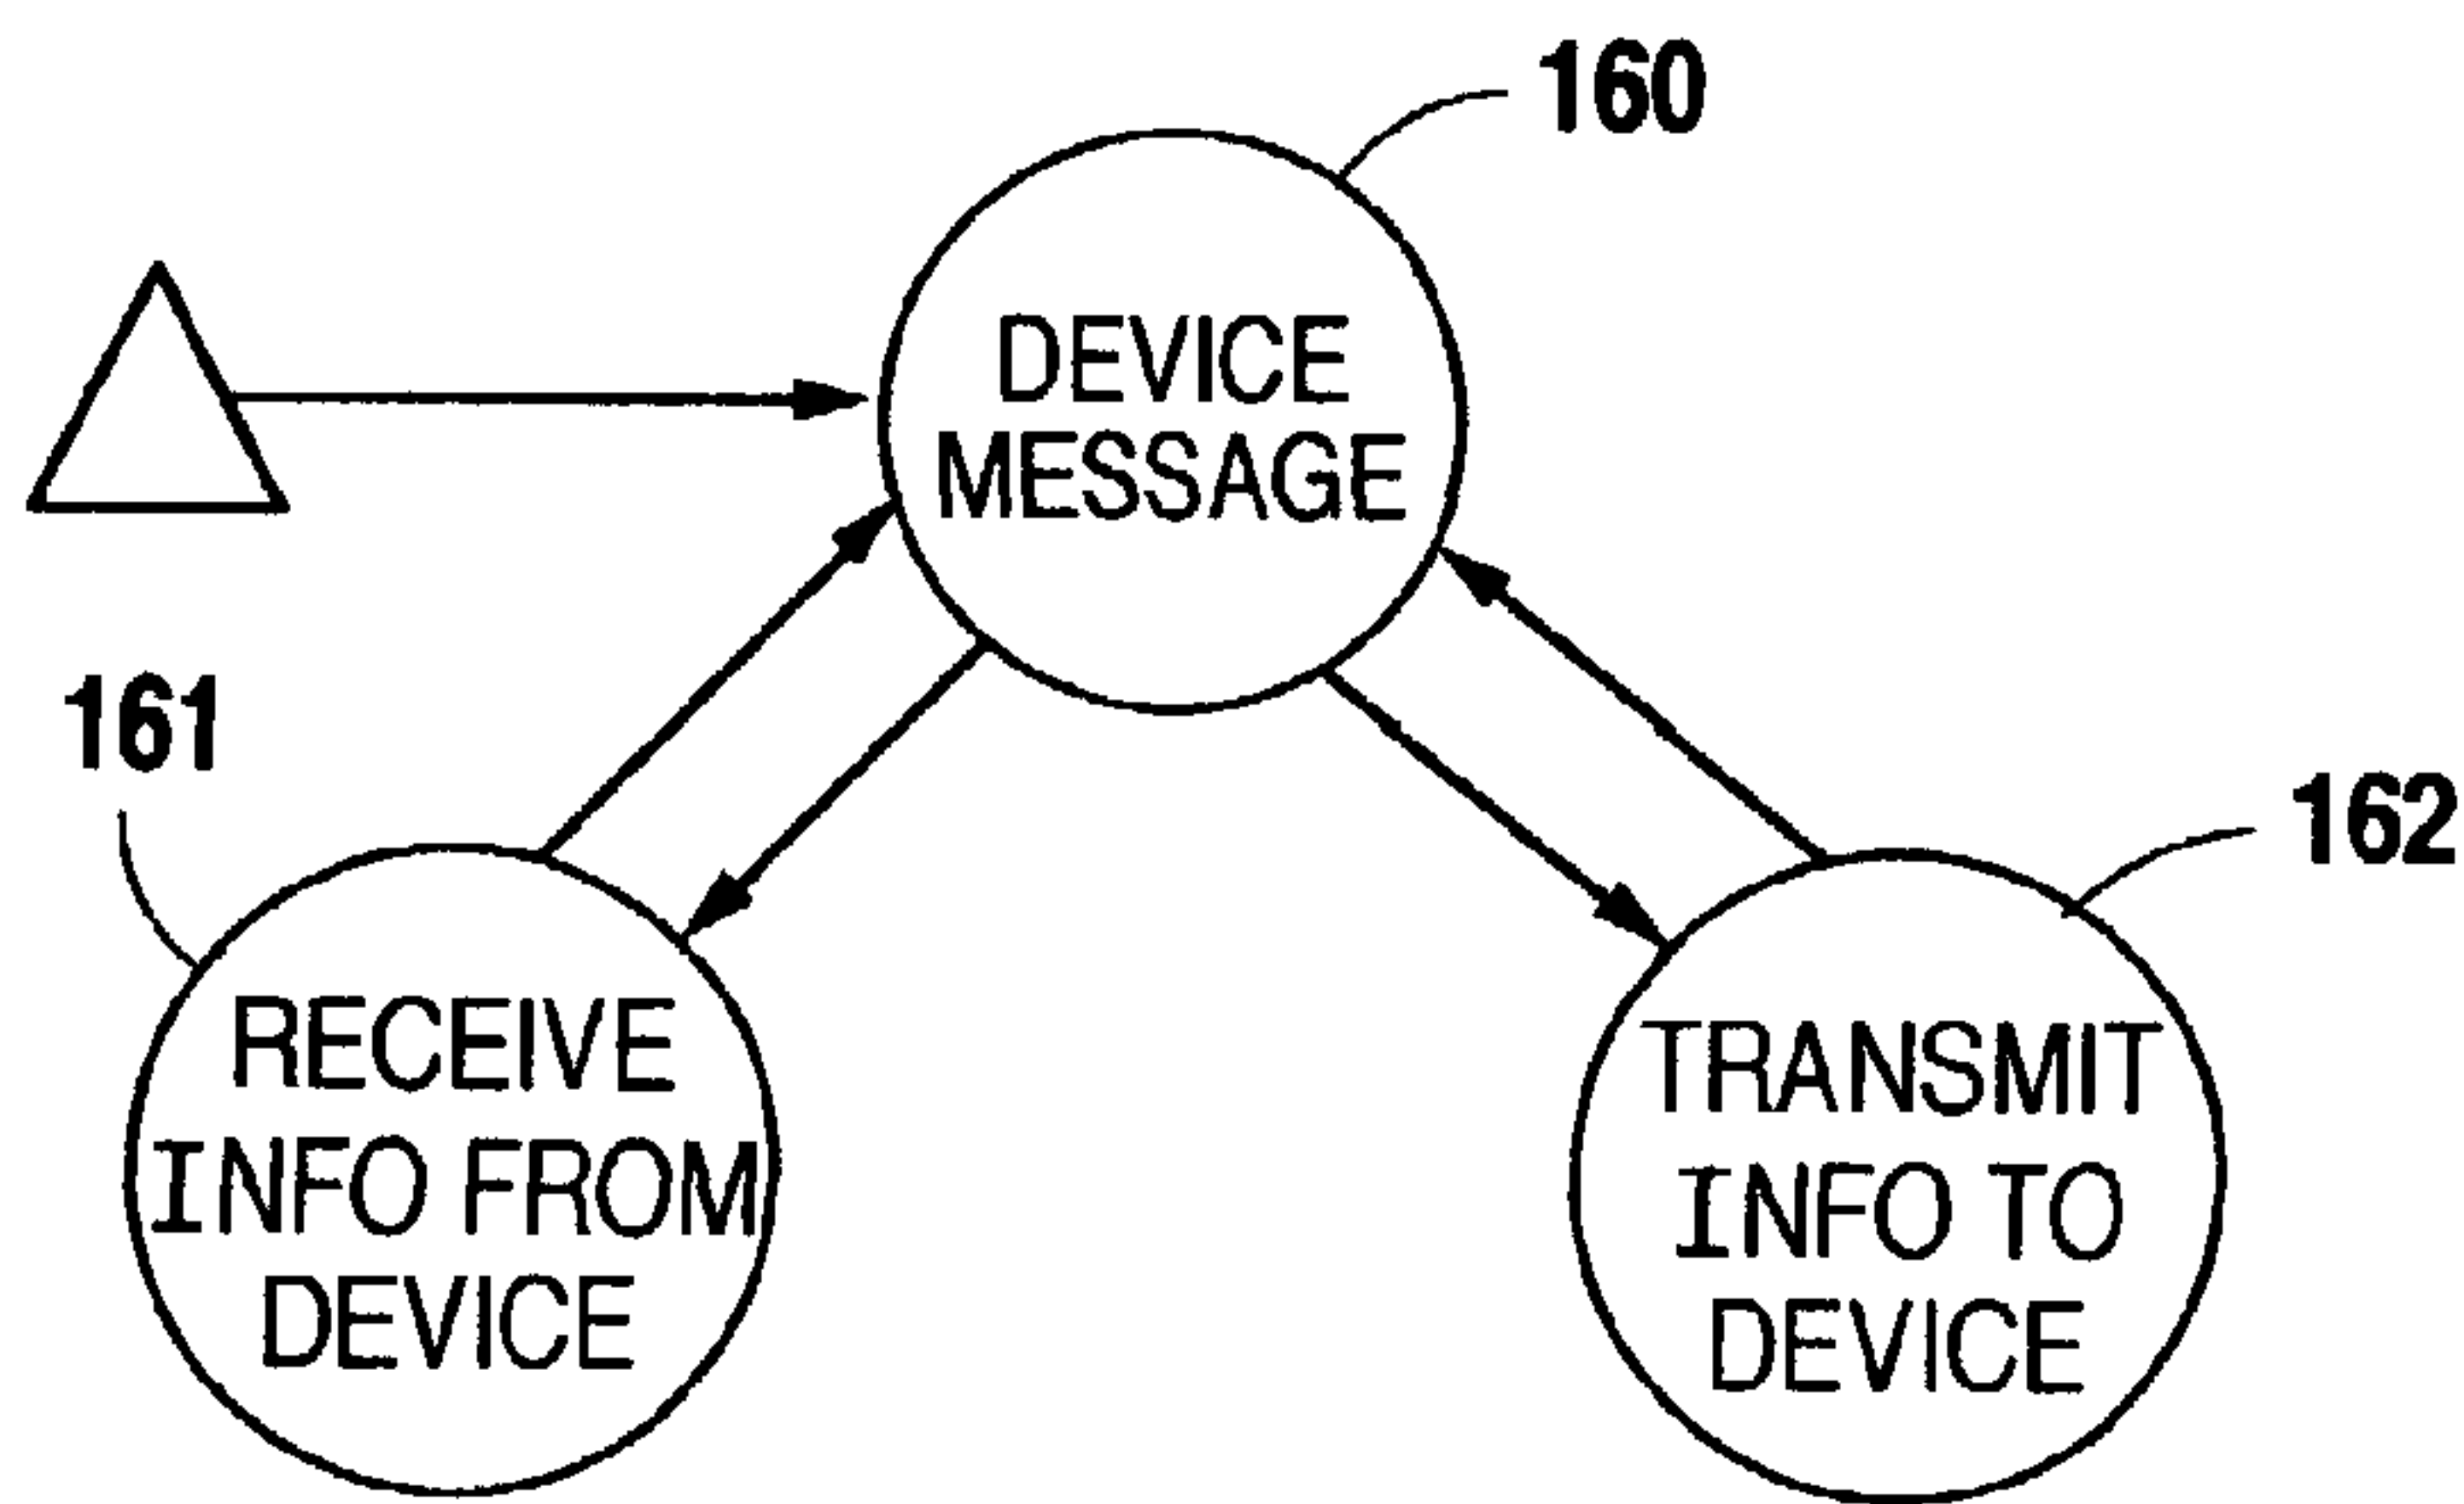 160
DEVICE
MESSAGE
161
162
RECEIVE
INFO FROM
DEVICE
TRANSMIT
INFO TO
DEVICE